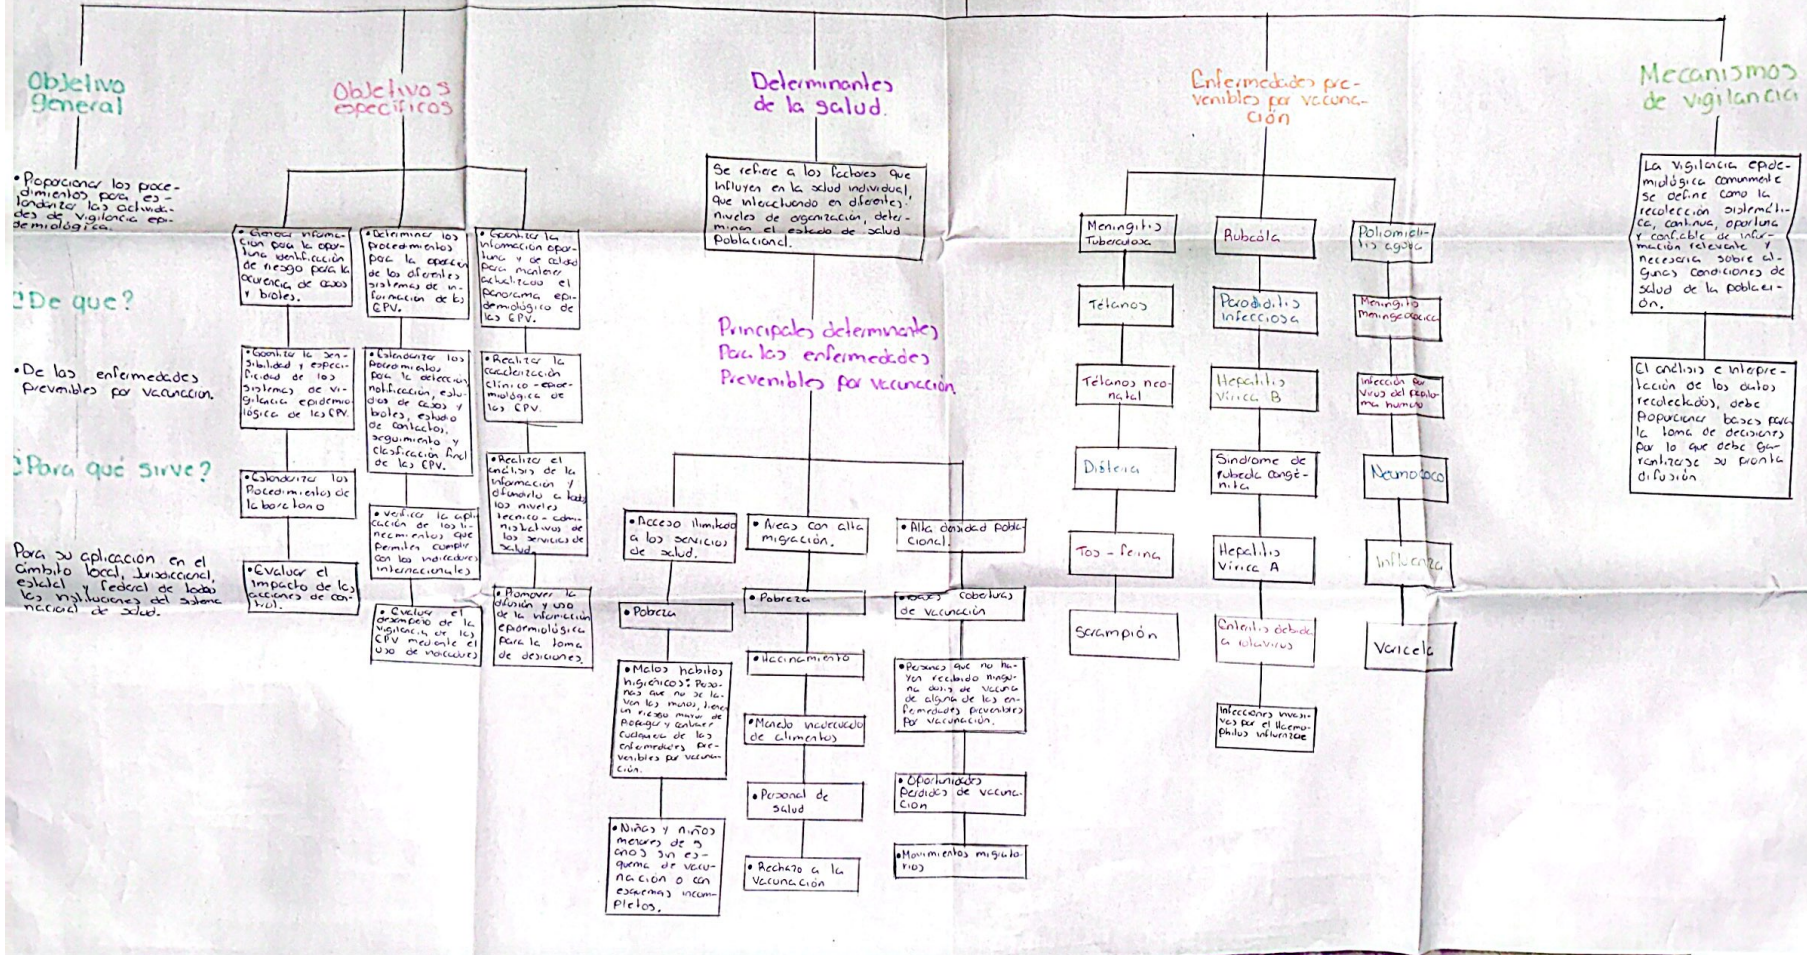 Objetivo
general
• Proporcionar los proce-
dimientos para es-
tandarizar las activida-
des de vigilancia epi-
demiológica.
¿De que?
• De las enfermedades
prevenibles por vacunación.
¿Para qué sirve?
Para su aplicación en el
ámbito local, Jurisdiccional,
estatal y federal de todas
las instituciones del sistema
nacional de salud.
Objetivos
específicos
• Generar informa-
ción para la opor-
tuna identificación
de riesgo para la
ocurencia de casos
y brotes.
• Garantizar la sen-
sibilidad y especi-
ficidad de los
sistemas de vi-
gilancia epidemio
lógica de las EPV.
• Estandarizar los
Procedimientos de
laboratorio
• Evaluar el
impacto de las
acciones de con-
trol.
• Determinar los
procedimientos
para la operación
de los diferentes
sistemas de in-
formación de las
EPV.
• Estandarizar los
Procedimientos
para la detección,
notificación, estu-
dios de casos y
brotes, estudio
de contactos,
seguimiento y
clasificación final
de las EPV.
• Verificar la apli
cación de los li-
neamientos que
Permiten cumplir
con los indicadores
internacionales
• Evaluar el
desempeño de la
vigilancia de las
EPV mediante el
uso de indicadores
• Garantizar la
información opor-
tuna y de calidad
para mantener
actualizado el
panorama epi-
demiológico de
las EPV.
• Realizar la
caracterización
clínico-epide-
miológica de
las EPV.
• Realizar el
análisis de la
información y
difundirlo a todos
los niveles
técnico-admi-
nistrativos de
los servicios de
salud.
• Promover la
difusión y uso
de la información
epidemiológica
para la toma
de desiciones.
Determinantes
de la salud.
Se refiere a los factores que
influyen en la salud individual,
que interactuando en diferentes
niveles de organización, deter-
minan el estado de salud
Poblacional.
Principales determinantes
Para las enfermedades
Prevenibles por vacunación
• Acceso ilimitado
a los servicios
de salud.
• Pobreza
• Malos habitos
higiénicos: Perso-
nas que no se la-
ven las manos, tienen
un riesgo mayor de
Propagar y contraer
cualquiera de las
enfermedades pre-
venibles por vacuna-
ción.
• Niñas y niños
menores de 5
años sin es-
quema de vacu-
nación o con
esquemas incom-
pletos.
• Areas con alta
migración.
• Pobreza
• Hacinamiento
• Manejo inadecuado
de alimentos
• Personal de
salud
• Rechazo a la
vacunación
• Alta densidad pobla-
cional.
• Bajas coberturas
de vacunación
• Personas que no ha-
yan recibido ningu-
na dosis de vacuna
de alguna de las en-
fermedades prevenibles
Por vacunación.
• Oportunidades
Perdidas de vacuna-
ción
• Movimientos migrato-
rios
Enfermedades pre-
venibles por vacuna-
ción
Meningitis
Tuberculosa
Tétanos
Tétanos neo-
natal
Difteria
Tos-ferina
Sarampión
Rubeóla
Parotiditis
infecciosa
Hepatitis
Vírica B
Sindrome de
rubeola congé-
nita
Hepatitis
Vírica A
Enteritis debida
a rotavirus
Infecciones invasi-
vas por el Haemo-
philus influenzae
Poliomieli-
tis aguda
Meningitis
meningocócica
Infección por
virus del papilo
ma humano
Neumococo
Influenza
Varicela
Mecanismos
de vigilancia
La vigilancia epide-
miológica comunmente
se define como la
recolección sistemáti-
ca, continua, oportuna
y confiable de infor-
mación relevante y
necesaria sobre al-
gunas condiciones de
salud de la poblaci-
ón.
El análisis e interpre-
tación de los datos
recolectados, debe
Proporcionar bases para
la toma de decisiones
por lo que debe ga-
rantizarse su pronta
difusión.